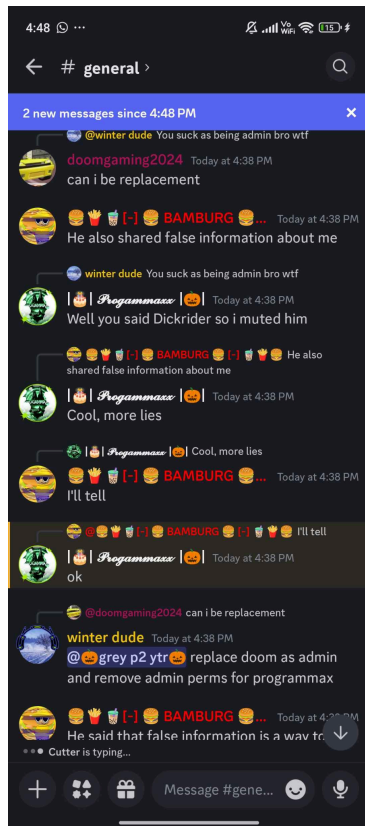 4:48
Vo
WiFi
15
# general >
2 new messages since 4:48 PM
@winter dude You suck as being admin bro wtf
doomgaming2024 Today at 4:38 PM
can i be replacement
🍔🍟🧋[-]🍔 BAMBURG 🍔... Today at 4:38 PM
He also shared false information about me
winter dude You suck as being admin bro wtf
|🎂| 𝓟𝓻𝓸𝓰𝓪𝓶𝓶𝓪𝔁𝔁 |🎃| Today at 4:38 PM
Well you said Dickrider so i muted him
🍔🍟🧋[-]🍔 BAMBURG 🍔[-]🧋🍟🍔 He also
shared false information about me
|🎂| 𝓟𝓻𝓸𝓰𝓪𝓶𝓶𝓪𝔁𝔁 |🎃| Today at 4:38 PM
Cool, more lies
|🎂| 𝓟𝓻𝓸𝓰𝓪𝓶𝓶𝓪𝔁𝔁 |🎃| Cool, more lies
🍔🍟🧋[-]🍔 BAMBURG 🍔... Today at 4:38 PM
I'll tell
@🍔🍟🧋[-]🍔 BAMBURG 🍔[-]🧋🍟🍔 I'll tell
|🎂| 𝓟𝓻𝓸𝓰𝓪𝓶𝓶𝓪𝔁𝔁 |🎃| Today at 4:38 PM
ok
@doomgaming2024 can i be replacement
winter dude Today at 4:38 PM
@🎃grey p2 ytr🎃 replace doom as admin
and remove admin perms for programmax
🍔🍟🧋[-]🍔 BAMBURG 🍔... Today at 4:38 PM
He said that false information is a way to
Cutter is typing...
Message #gene...